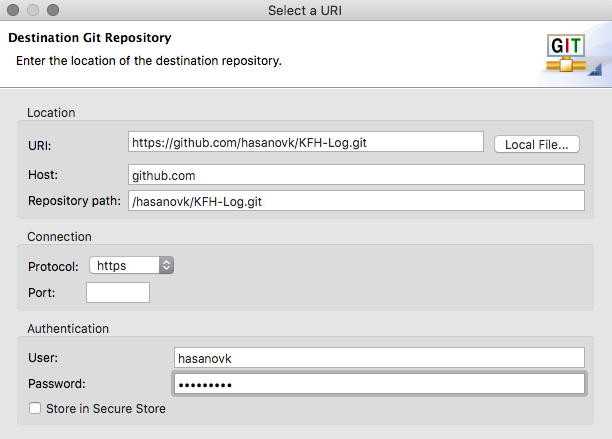 Select a URI
Destination Git Repository
Enter the location of the destination repository.
GIT
Location
URI: https://github.com/hasanovk/KFH-Log.git Local File...
Host: github.com
Repository path: /hasanovk/KFH-Log.git
Connection
Protocol: https
Port:
Authentication
User: hasanovk
Password: •••••••••
Store in Secure Store